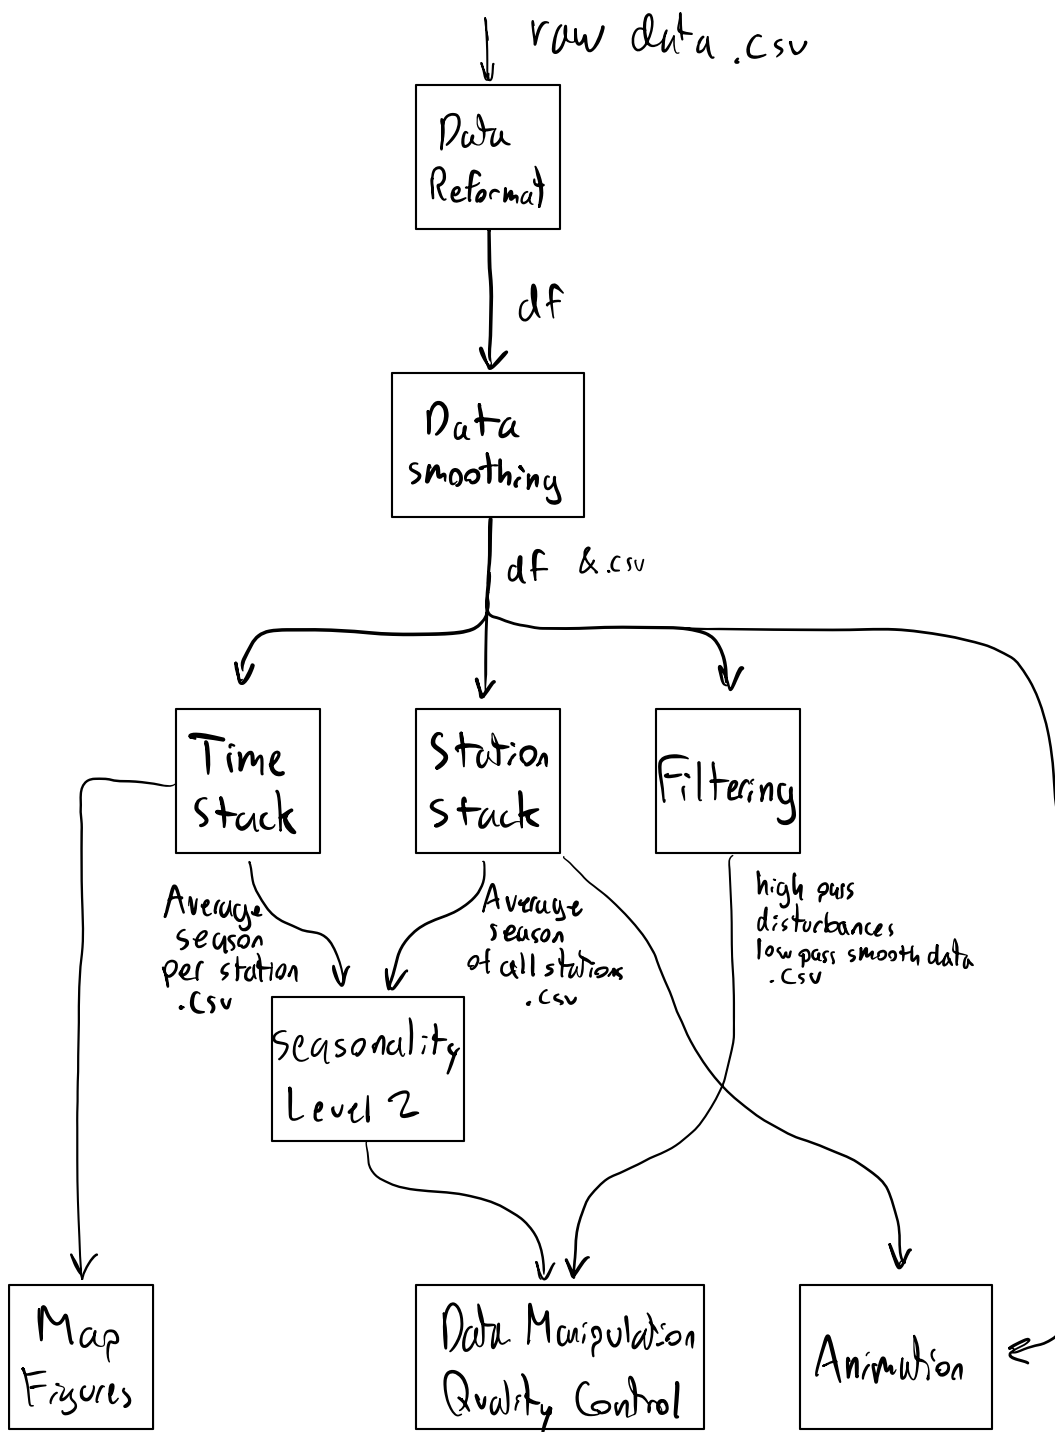 raw data .csv
Data
Reformat
df
Data
smoothing
df & .csv
Time
stack
Station
stack
Filtering
Average
season
per station
.csv
Average
season
of all stations
.csv
high pass
disturbances
low pass smooth data
.csv
Seasonality
Level 2
Map
Figures
Data Manipulation
Quality Control
Animation